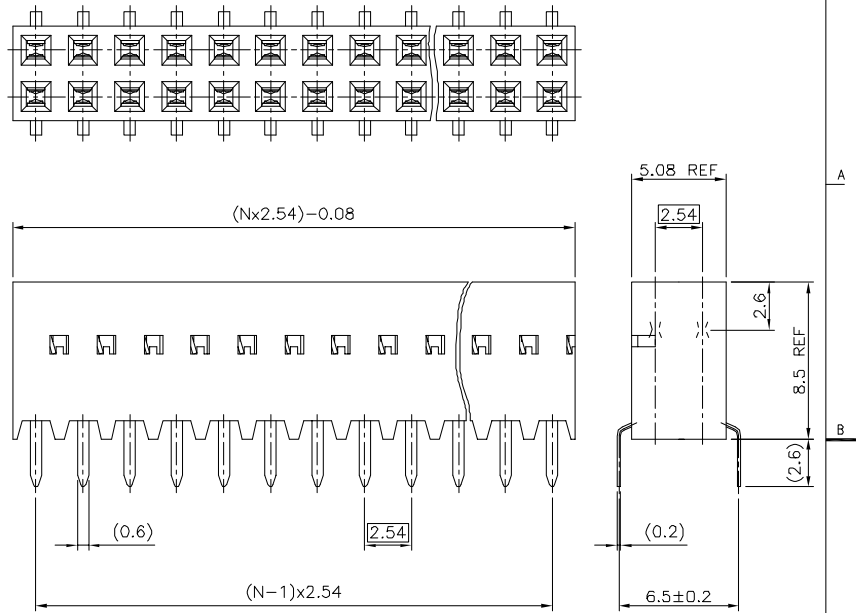 5.08 REF
A
(Nx2.54)-0.08
2.54
2.6
8.5 REF
B
(2.6)
(0.6)
2.54
(0.2)
(N-1)x2.54
6.5±0.2